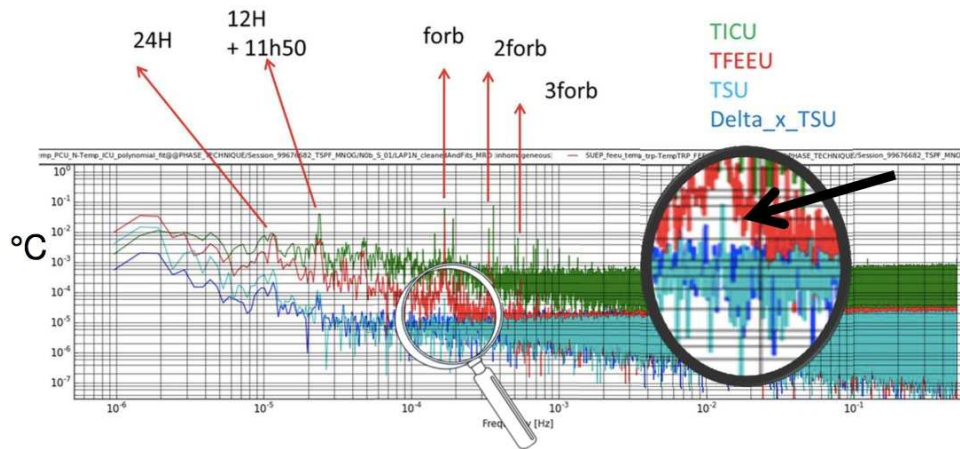 24H
12H
+ 11h50
forb
2forb
3forb
TICU
TFEEU
TSU
Delta_x_TSU
°C
10⁰
10⁻¹
10⁻²
10⁻³
10⁻⁴
10⁻⁵
10⁻⁶
10⁻⁷
10⁻⁶ 10⁻⁵ 10⁻⁴ 10⁻³ 10⁻² 10⁻¹
[Hz]